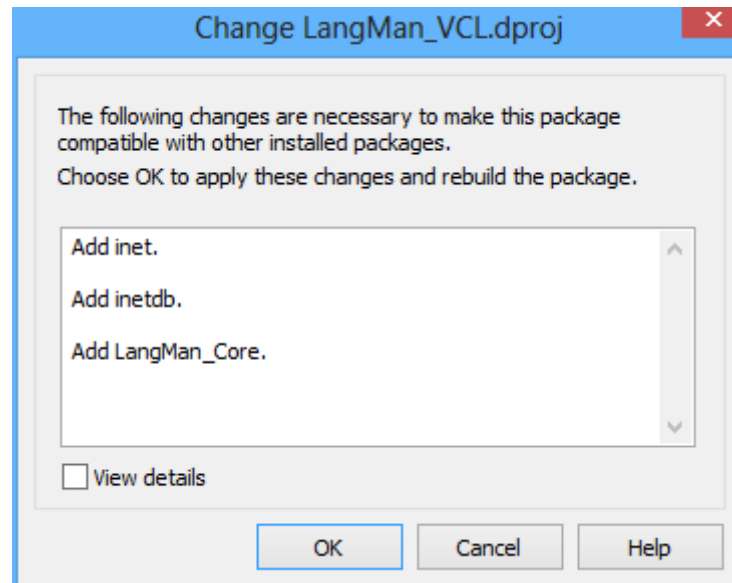 Change LangMan_VCL.dproj
The following changes are necessary to make this package
compatible with other installed packages.
Choose OK to apply these changes and rebuild the package.
Add inet.
Add inetdb.
Add LangMan_Core.
View details
OK
Cancel
Help